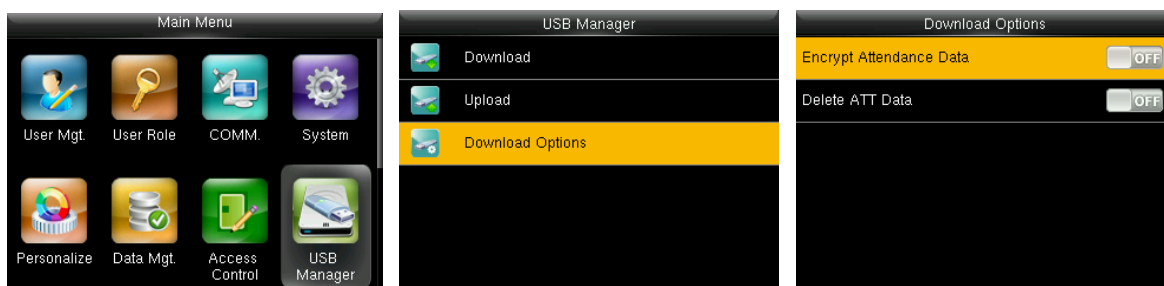 Main Menu
User Mgt.
User Role
COMM.
System
Personalize
Data Mgt.
Access
Control
USB
Manager
USB Manager
Download
Upload
Download Options
Download Options
Encrypt Attendance Data
OFF
Delete ATT Data
OFF